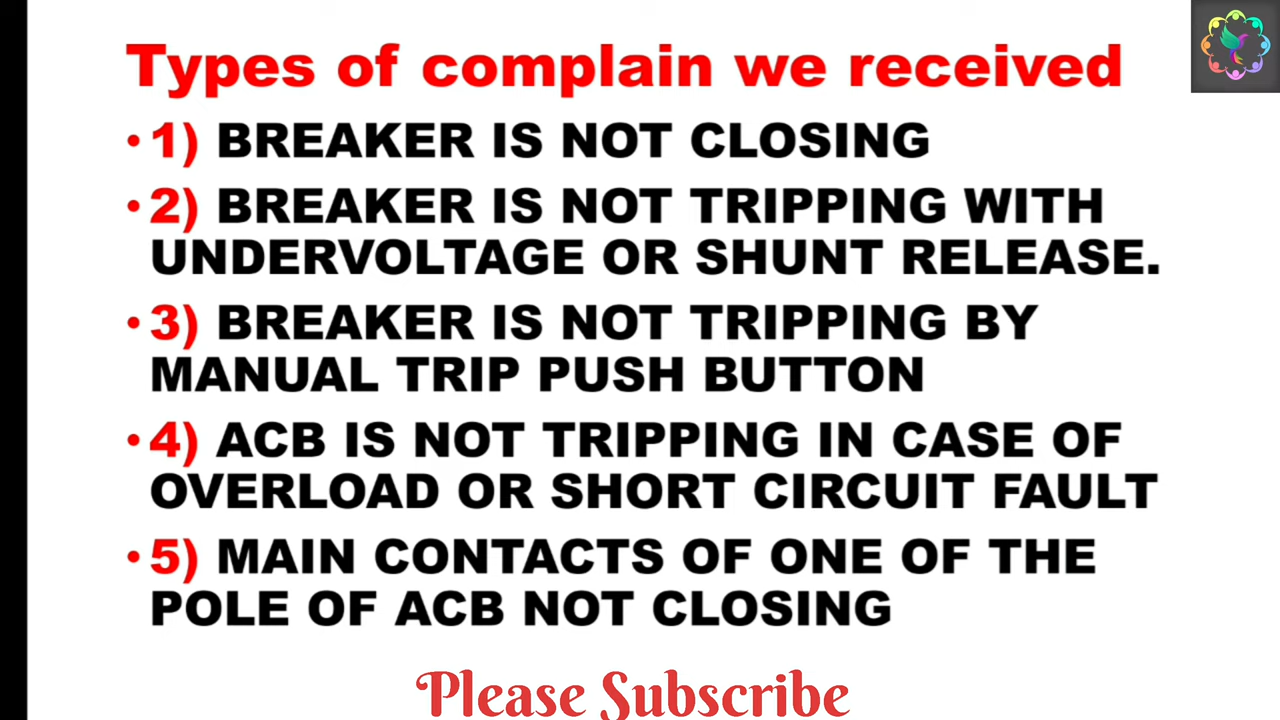 Types of complain we received
• 1) BREAKER IS NOT CLOSING
• 2) BREAKER IS NOT TRIPPING WITH
UNDERVOLTAGE OR SHUNT RELEASE.
• 3) BREAKER IS NOT TRIPPING BY
MANUAL TRIP PUSH BUTTON
• 4) ACB IS NOT TRIPPING IN CASE OF
OVERLOAD OR SHORT CIRCUIT FAULT
• 5) MAIN CONTACTS OF ONE OF THE
POLE OF ACB NOT CLOSING
Please Subscribe